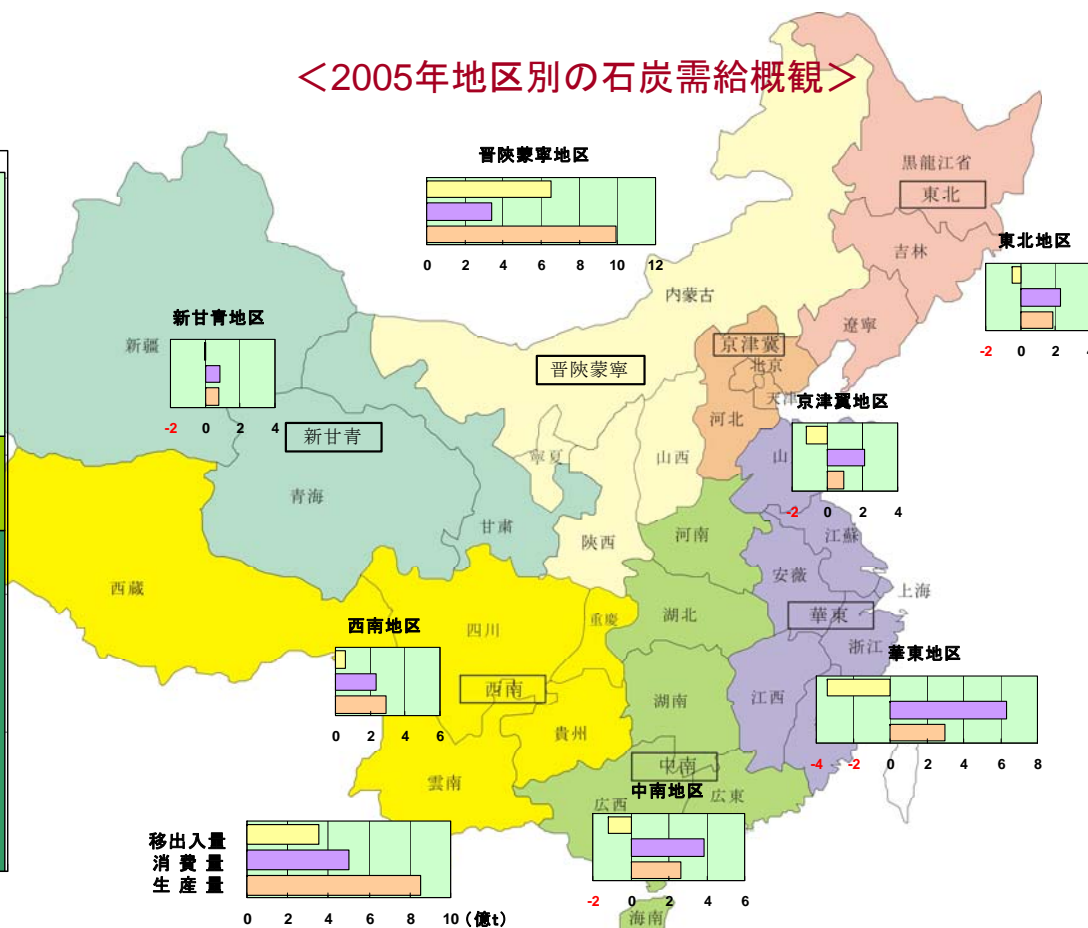 ＜2005年地区別の石炭需給概観＞
晋陝蒙寧地区
0 2 4 6 8 10 12
黒龍江省
東北
吉林
東北地区
-2 0 2 4
遼寧
内蒙古
新甘青地区
-2 0 2 4
新疆
新甘青
晋陝蒙寧
京津冀
北京
天津
河北
京津翼地区
-2 0 2 4
山
寧夏
山西
青海
甘粛
陝西
河南
江蘇
安薇
上海
華東
浙江
西蔵
西南地区
0 2 4 6
四川
重慶
湖北
西南
湖南
江西
華東地区
-4 -2 0 2 4 6 8
貴州
雲南
中南
中南地区
広西
広東
-2 0 2 4 6
海南
移出入量
消費量
生産量
0 2 4 6 8 10（億t）